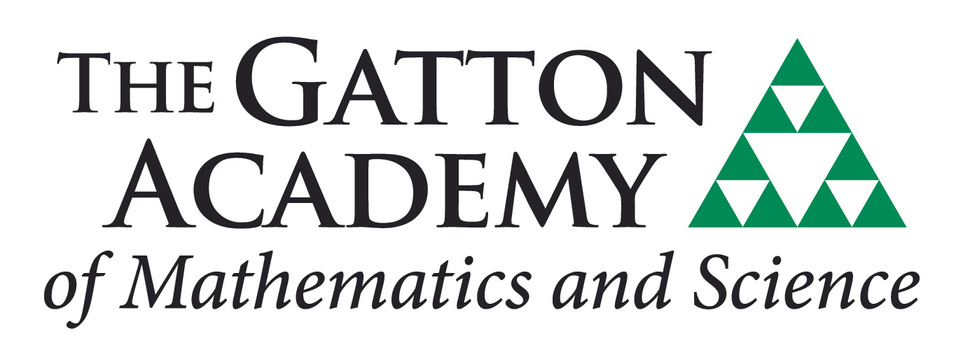 THE GATTON
ACADEMY
of Mathematics and Science